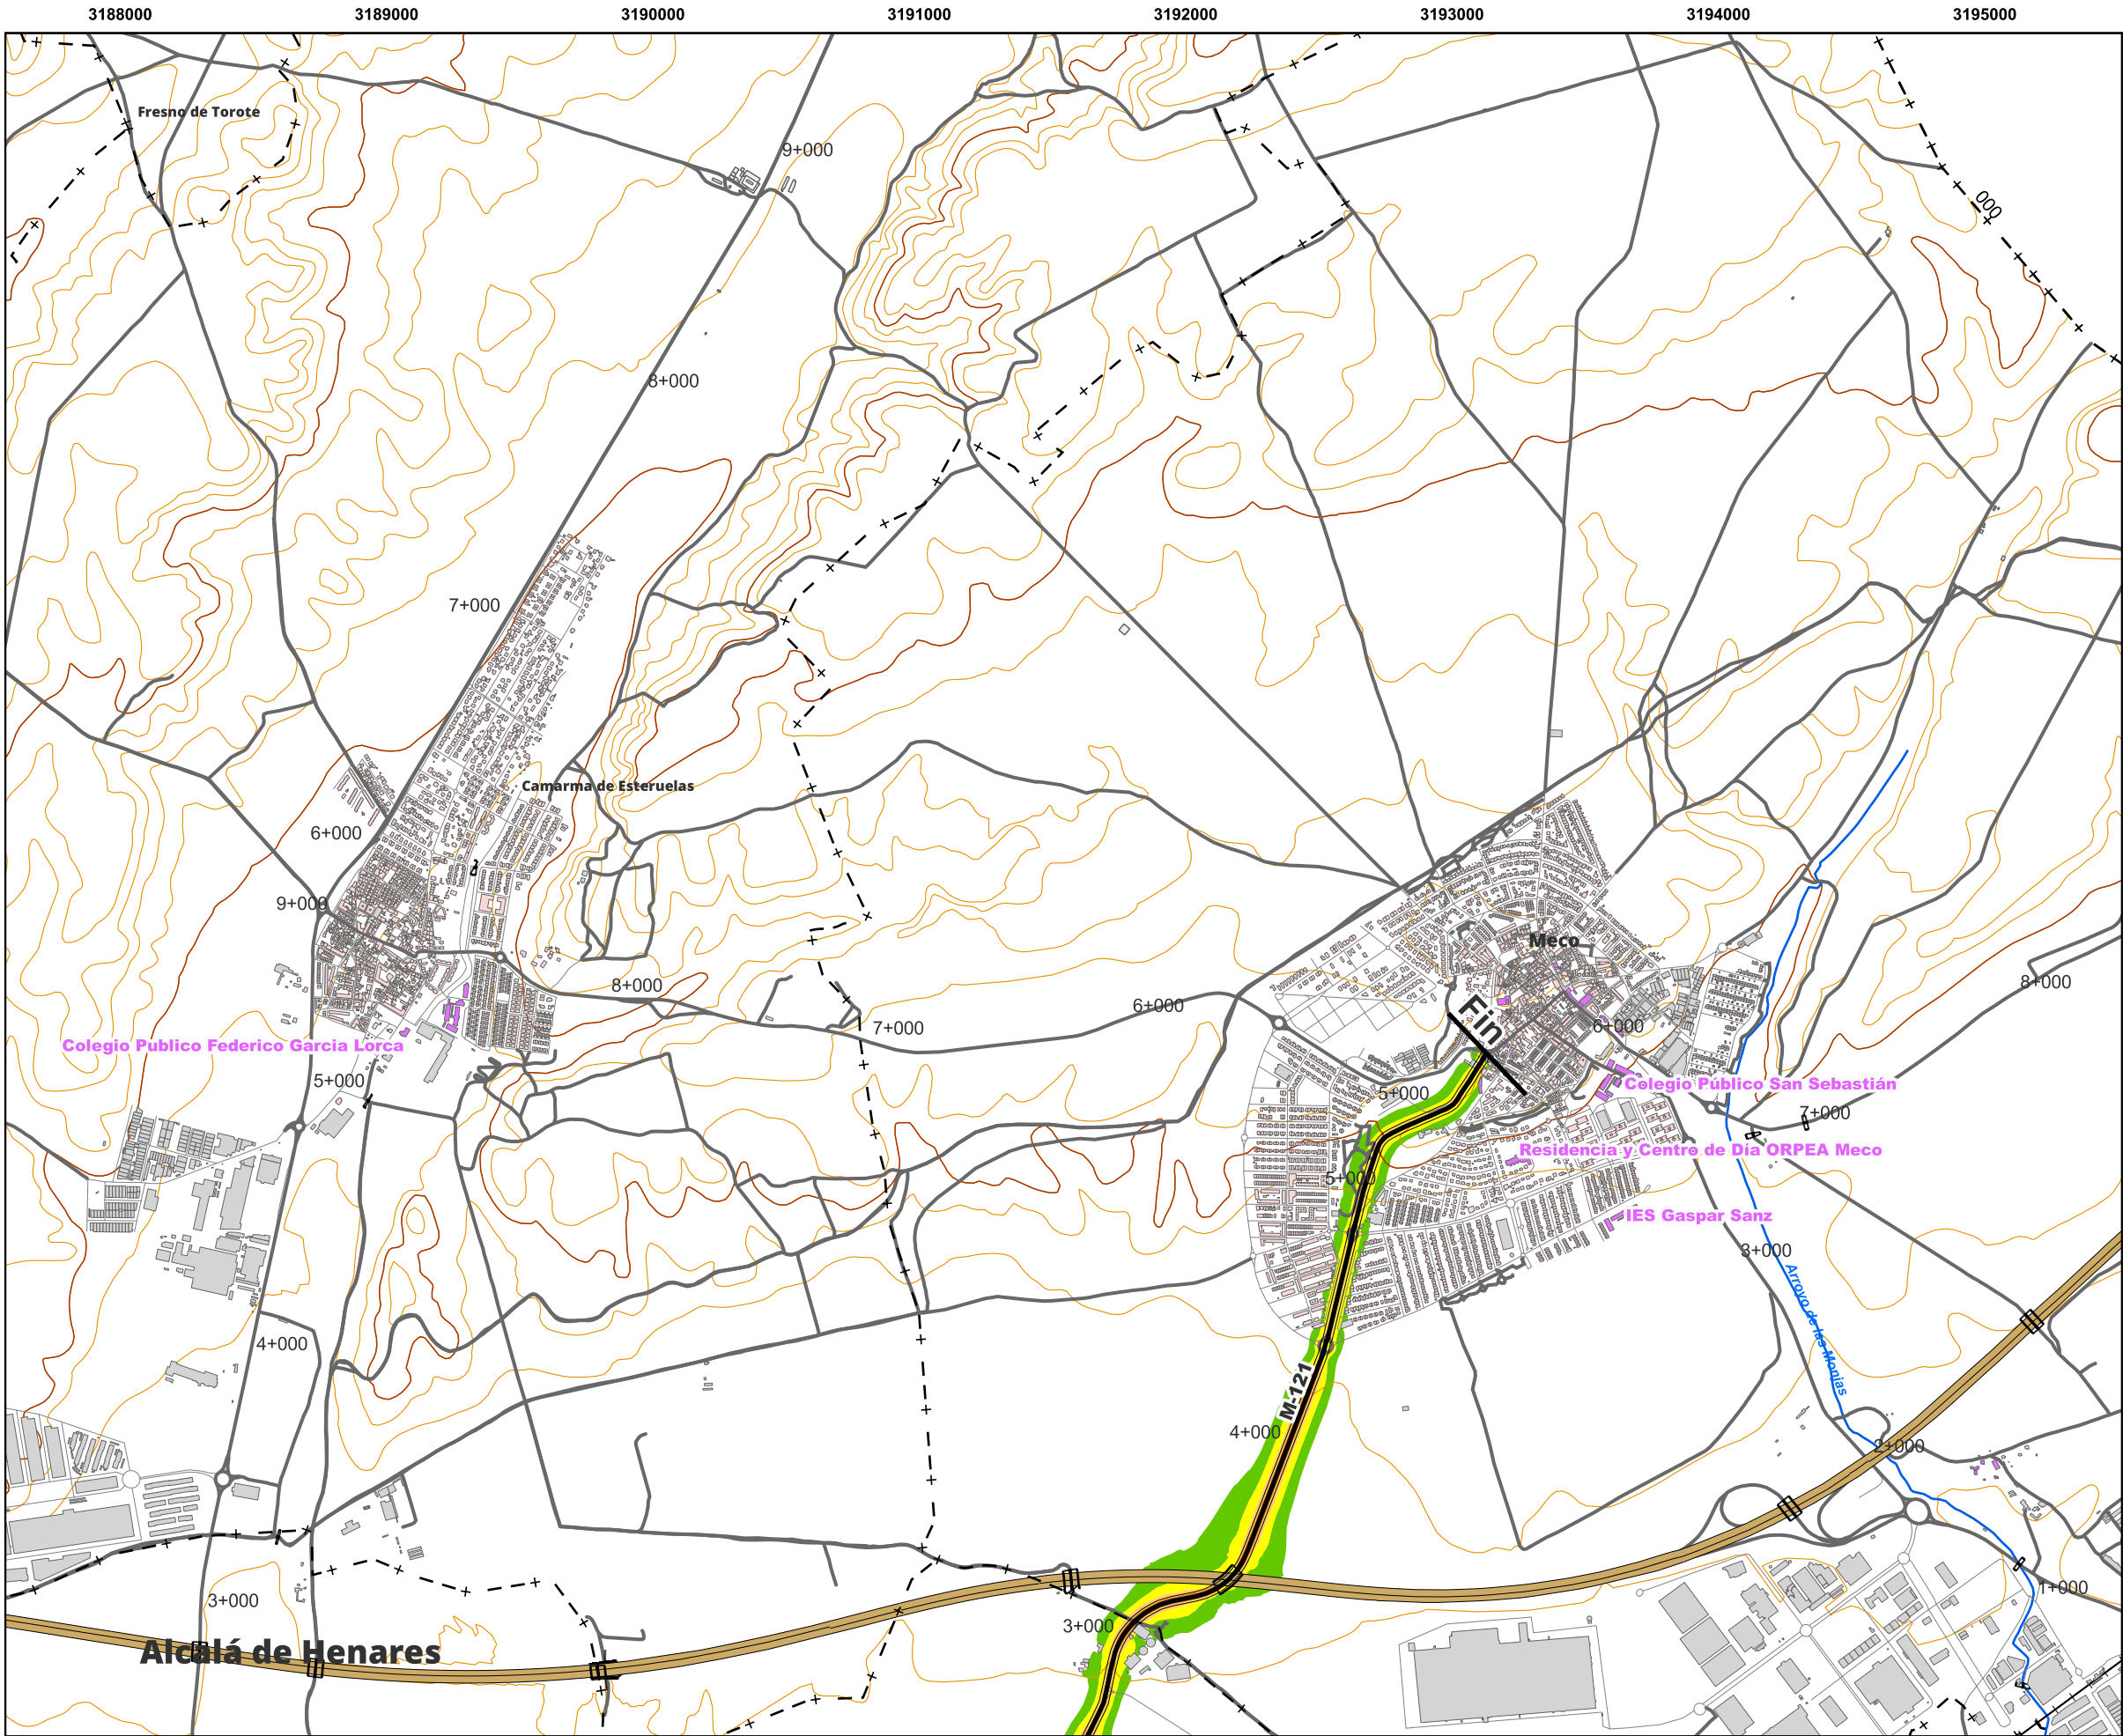 3188000 3189000 3190000 3191000 3192000 3193000 3194000 3195000
Fresno de Torote
9+000
000
8+000
7+000
Camarma de Esteruelas
6+000
9+000
Meco
8+000
8+000
6+000
Fin
7+000
6+000
Colegio Publico Federico Garcia Lorca
5+000
Colegio Público San Sebastián
5+000
7+000
Residencia y Centro de Día ORPEA Meco
5+000
IES Gaspar Sanz
3+000
Arroyo de las Monjas
4+000
M-121
4+000
2+000
1+000
3+000
3+000
Alcalá de Henares